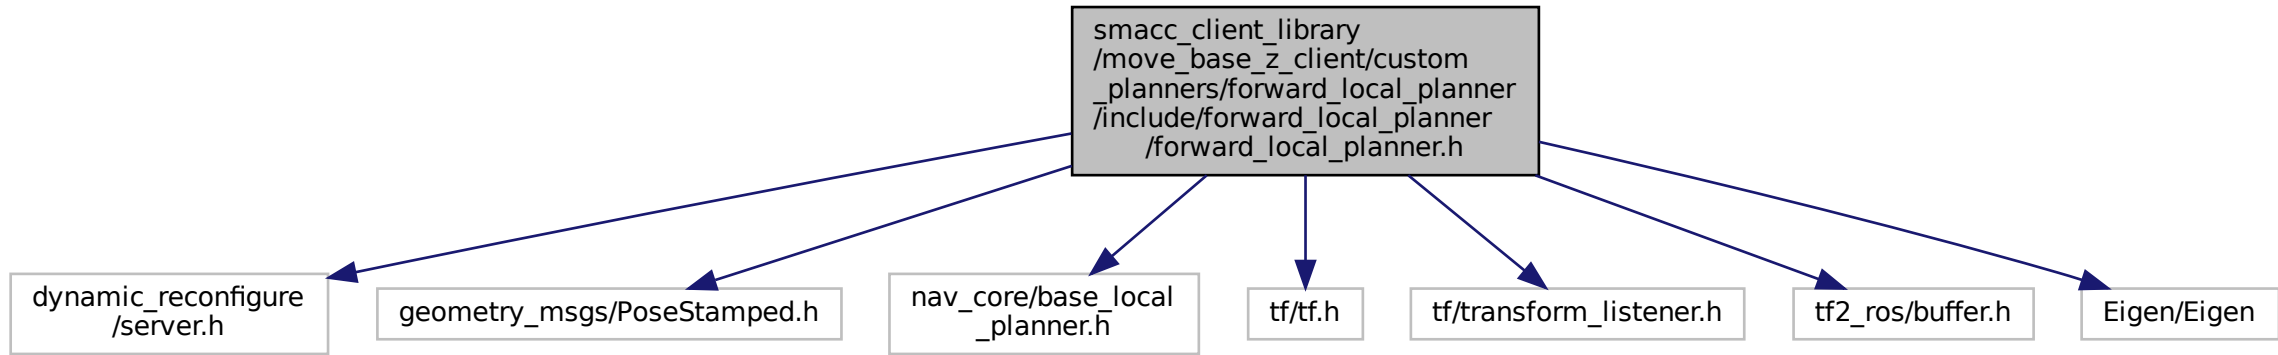 smacc_client_library
/move_base_z_client/custom
_planners/forward_local_planner
/include/forward_local_planner
/forward_local_planner.h
dynamic_reconfigure
/server.h
geometry_msgs/PoseStamped.h
nav_core/base_local
_planner.h
tf/tf.h
tf/transform_listener.h
tf2_ros/buffer.h
Eigen/Eigen